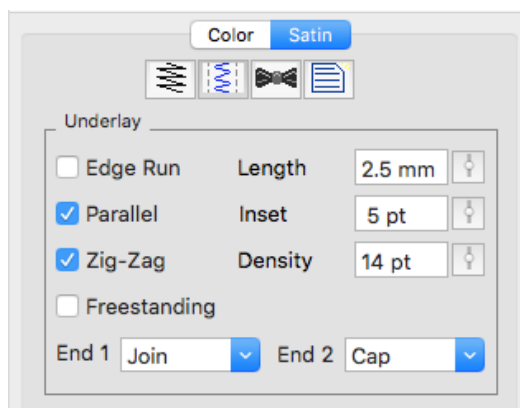 Color Satin
Underlay
Edge Run Length 2.5 mm
Parallel Inset 5 pt
Zig-Zag Density 14 pt
Freestanding
End 1 Join End 2 Cap